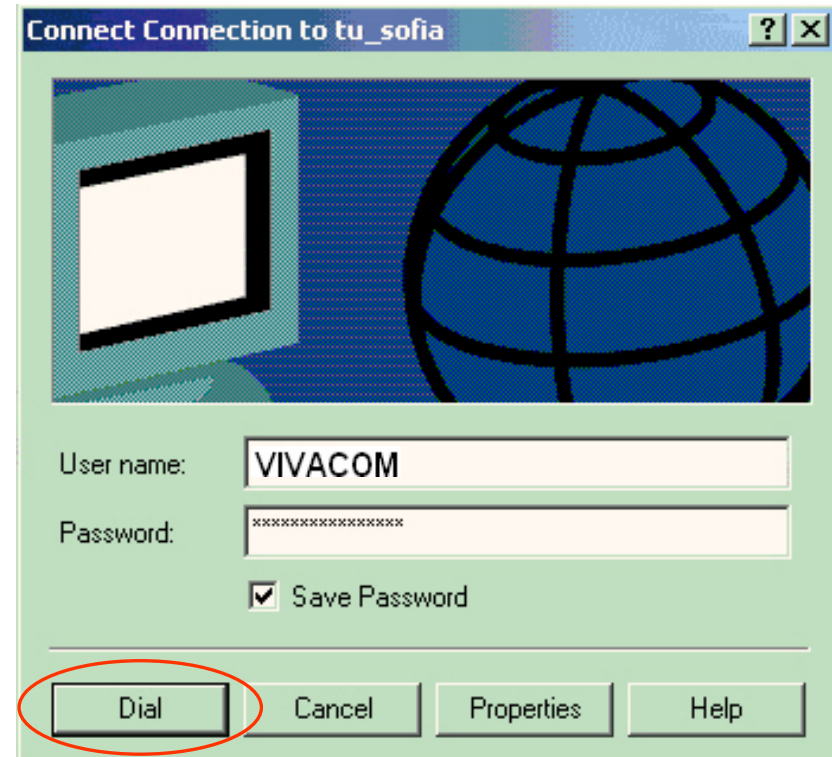 Connect Connection to tu_sofia
User name: VIVACOM
Password: ****************
Save Password
Dial Cancel Properties Help